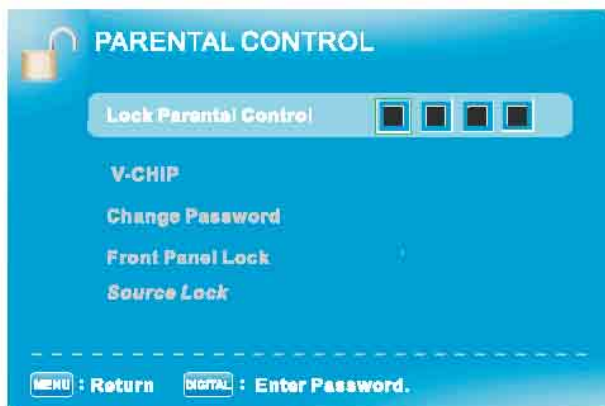 PARENTAL CONTROL
Lock Parental Control
V-CHIP
Change Password
Front Panel Lock
Source Lock
MENU : Return DIGITAL : Enter Password.